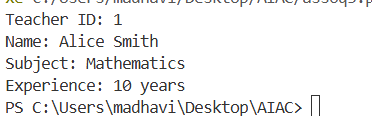 Teacher ID: 1
Name: Alice Smith
Subject: Mathematics
Experience: 10 years
PS C:\Users\madhavi\Desktop\AIAC>